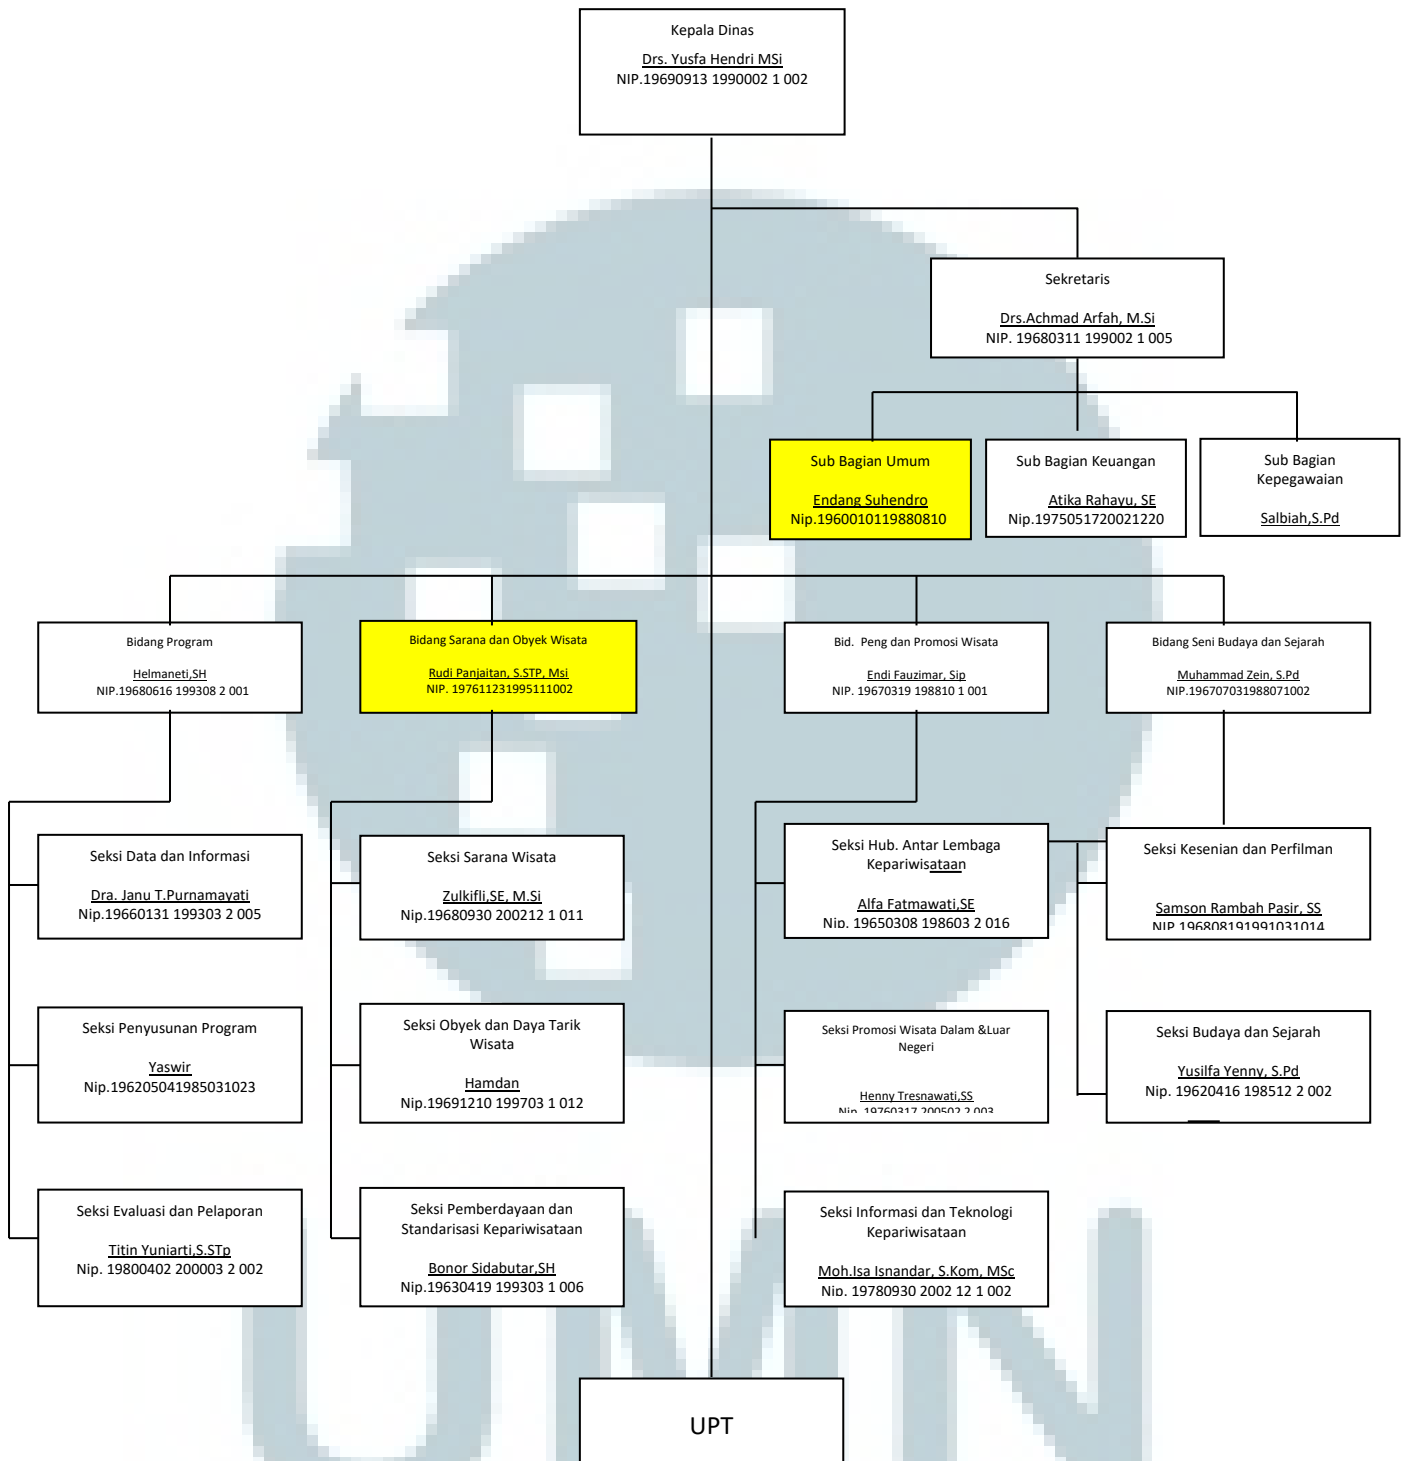 Kepala Dinas
Drs. Yusfa Hendri MSi
NIP.19690913 1990002 1 002
Sekretaris
Drs.Achmad Arfah, M.Si
NIP. 19680311 199002 1 005
Sub Bagian Umum
Endang Suhendro
Nip.1960010119880810
Sub Bagian Keuangan
Atika Rahayu, SE
Nip.1975051720021220
Sub Bagian
Kepegawaian
Salbiah,S.Pd
Bidang Program
Helmaneti,SH
NIP.19680616 199308 2 001
Bidang Sarana dan Obyek Wisata
Rudi Panjaitan, S.STP, Msi
NIP. 197611231995111002
Bid.  Peng dan Promosi Wisata
Endi Fauzimar, Sip
NIP. 19670319 198810 1 001
Bidang Seni Budaya dan Sejarah
Muhammad Zein, S.Pd
NIP.196707031988071002
Seksi Data dan Informasi
Dra. Janu T.Purnamayati
Nip.19660131 199303 2 005
Seksi Sarana Wisata
Zulkifli,SE, M.Si
Nip.19680930 200212 1 011
Seksi Hub. Antar Lembaga
Kepariwisataan
Alfa Fatmawati,SE
Nip. 19650308 198603 2 016
Seksi Kesenian dan Perfilman
Samson Rambah Pasir, SS
NIP.196808191991031014
Seksi Penyusunan Program
Yaswir
Nip.196205041985031023
Seksi Obyek dan Daya Tarik
Wisata
Hamdan
Nip.19691210 199703 1 012
Seksi Promosi Wisata Dalam &Luar
Negeri
Henny Tresnawati,SS
Nip. 19760317 200502 2 003
Seksi Budaya dan Sejarah
Yusilfa Yenny, S.Pd
Nip. 19620416 198512 2 002
Seksi Evaluasi dan Pelaporan
Titin Yuniarti,S.STp
Nip. 19800402 200003 2 002
Seksi Pemberdayaan dan
Standarisasi Kepariwisataan
Bonor Sidabutar,SH
Nip.19630419 199303 1 006
Seksi Informasi dan Teknologi
Kepariwisataan
Moh.Isa Isnandar, S.Kom, MSc
Nip. 19780930 2002 12 1 002
UPT
UMN